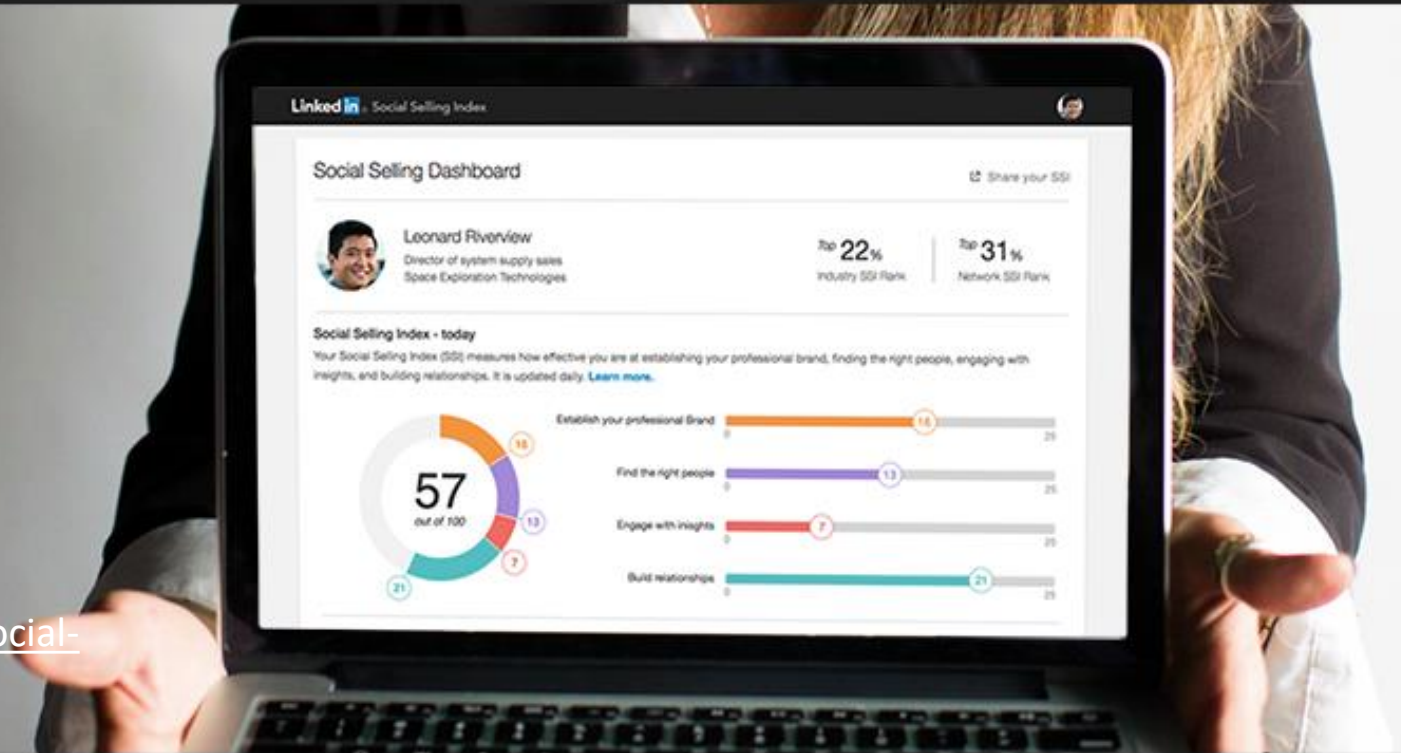 Linked in Social Selling Index
Social Selling Dashboard
Share your SSI
Leonard Riverview
Director of system supply sales
Space Exploration Technologies
Top 22%
Industry SSI Rank
Top 31%
Network SSI Rank
Social Selling Index - today
Your Social Selling Index (SSI) measures how effective you are at establishing your professional brand, finding the right people, engaging with
insights, and building relationships. It is updated daily. Learn more.
57
out of 100
16
13
7
21
Establish your professional Brand
16
0
25
Find the right people
13
0
25
Engage with inisghts
7
0
25
Build relationships
21
0
25
ocial-